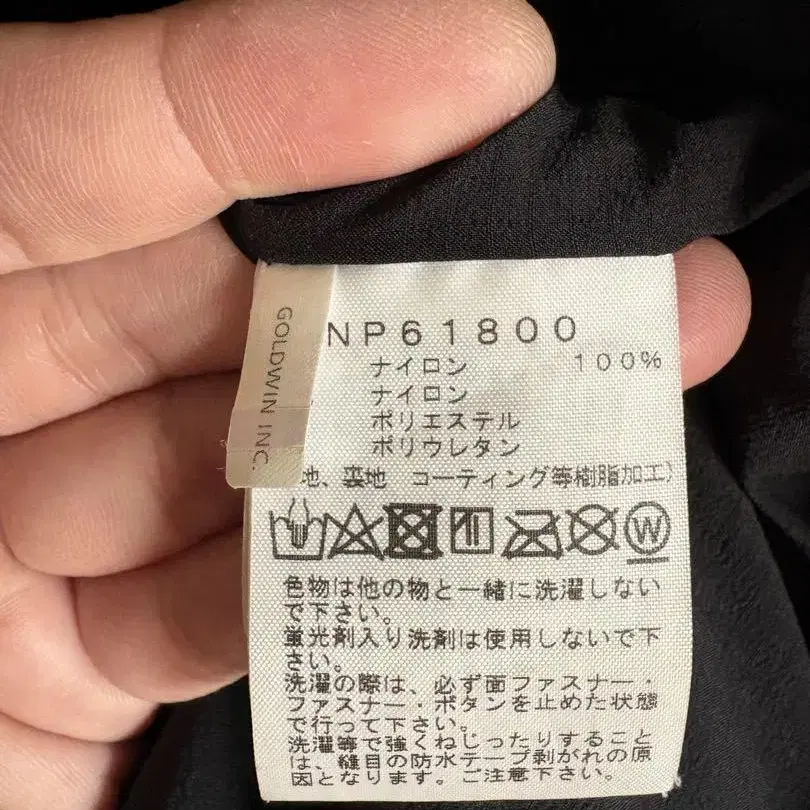 GOLDWIN INC.
NP61800
ナイロン 100%
ナイロン
ポリエステル
ポリウレタン
地、裏地 コーティング等樹脂加工)
W
色物は他の物と一緒に洗濯しない
で下さい。
蛍光剤入り洗剤は使用しないで下
さい。
洗濯の際は、必ず面ファスナー・
ファスナー・ボタンを止めた状態
で行って下さい。
洗濯等で強くねじったりすること
は、縫目の防水テープ剥がれの原
因となります。ご注意下さい。